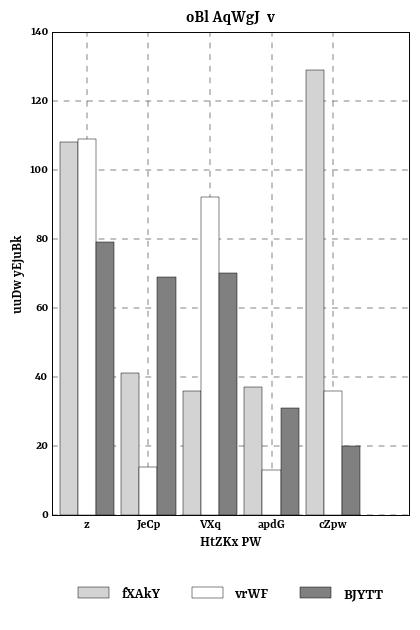 oBl AqWgJ  v
140
120
100
80
60
40
20
0
uuDw yEJuBk
z JeCp VXq apdG cZpw
HtZKx PW
fXAkY vrWF BJYTT